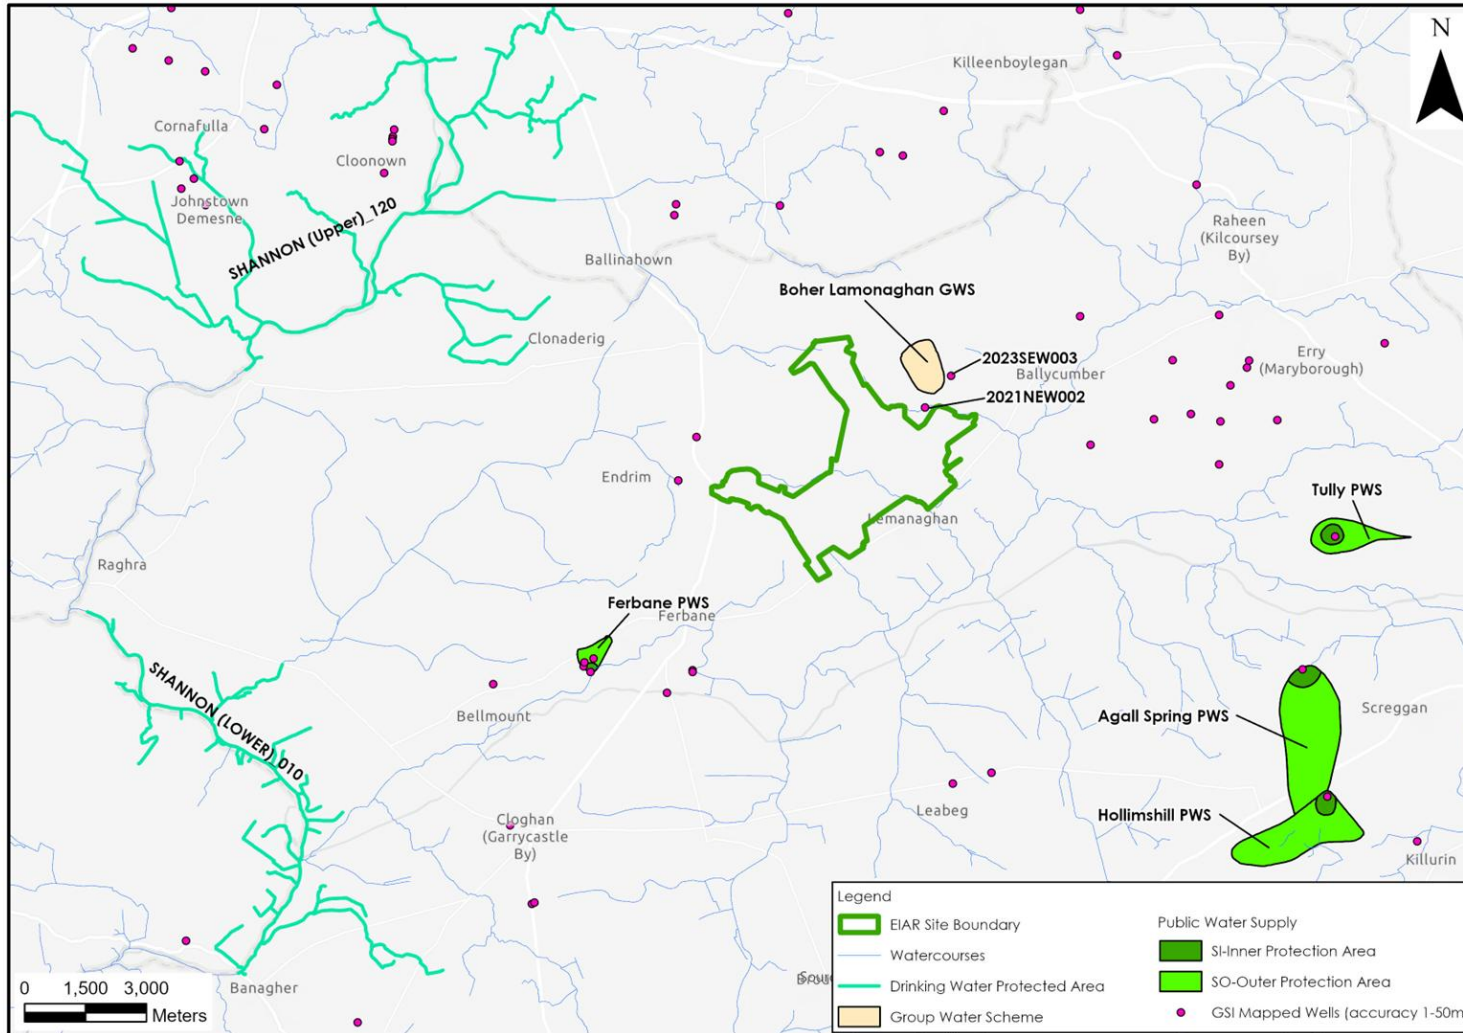 N
Killeenboylegan
Cornafulla
Cloonown
Johnstown
Demesne
SHANNON (Upper)_120
Raheen
(Kilcoursey
By)
Ballinahown
Boher Lamonaghan GWS
Clonaderig
2023SEW003
Ballycumber
Erry
(Maryborough)
2021NEW002
Endrim
Tully PWS
Lemanaghan
Raghra
Ferbane PWS
Ferbane
SHANNON (LOWER)_010
Bellmount
Agall Spring PWS
Screggan
Leabeg
Cloghan
(Garrycastle
By)
Hollimshill PWS
Killurin
Banagher
0 1,500 3,000
Meters
Legend
EIAR Site Boundary
Watercourses
Drinking Water Protected Area
Group Water Scheme
Public Water Supply
SI-Inner Protection Area
SO-Outer Protection Area
GSI Mapped Wells (accuracy 1-50m